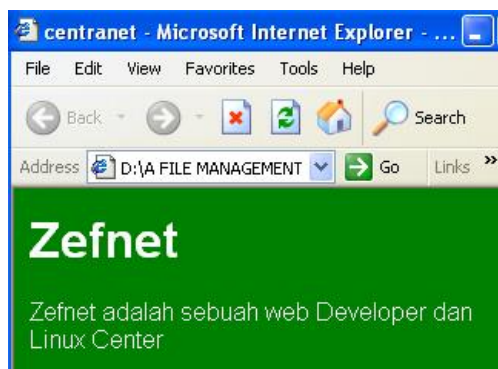 centranet - Microsoft Internet Explorer - ...
File Edit View Favorites Tools Help
Back Search
Address D:\A FILE MANAGEMENT Go Links »
Zefnet
Zefnet adalah sebuah web Developer dan
Linux Center